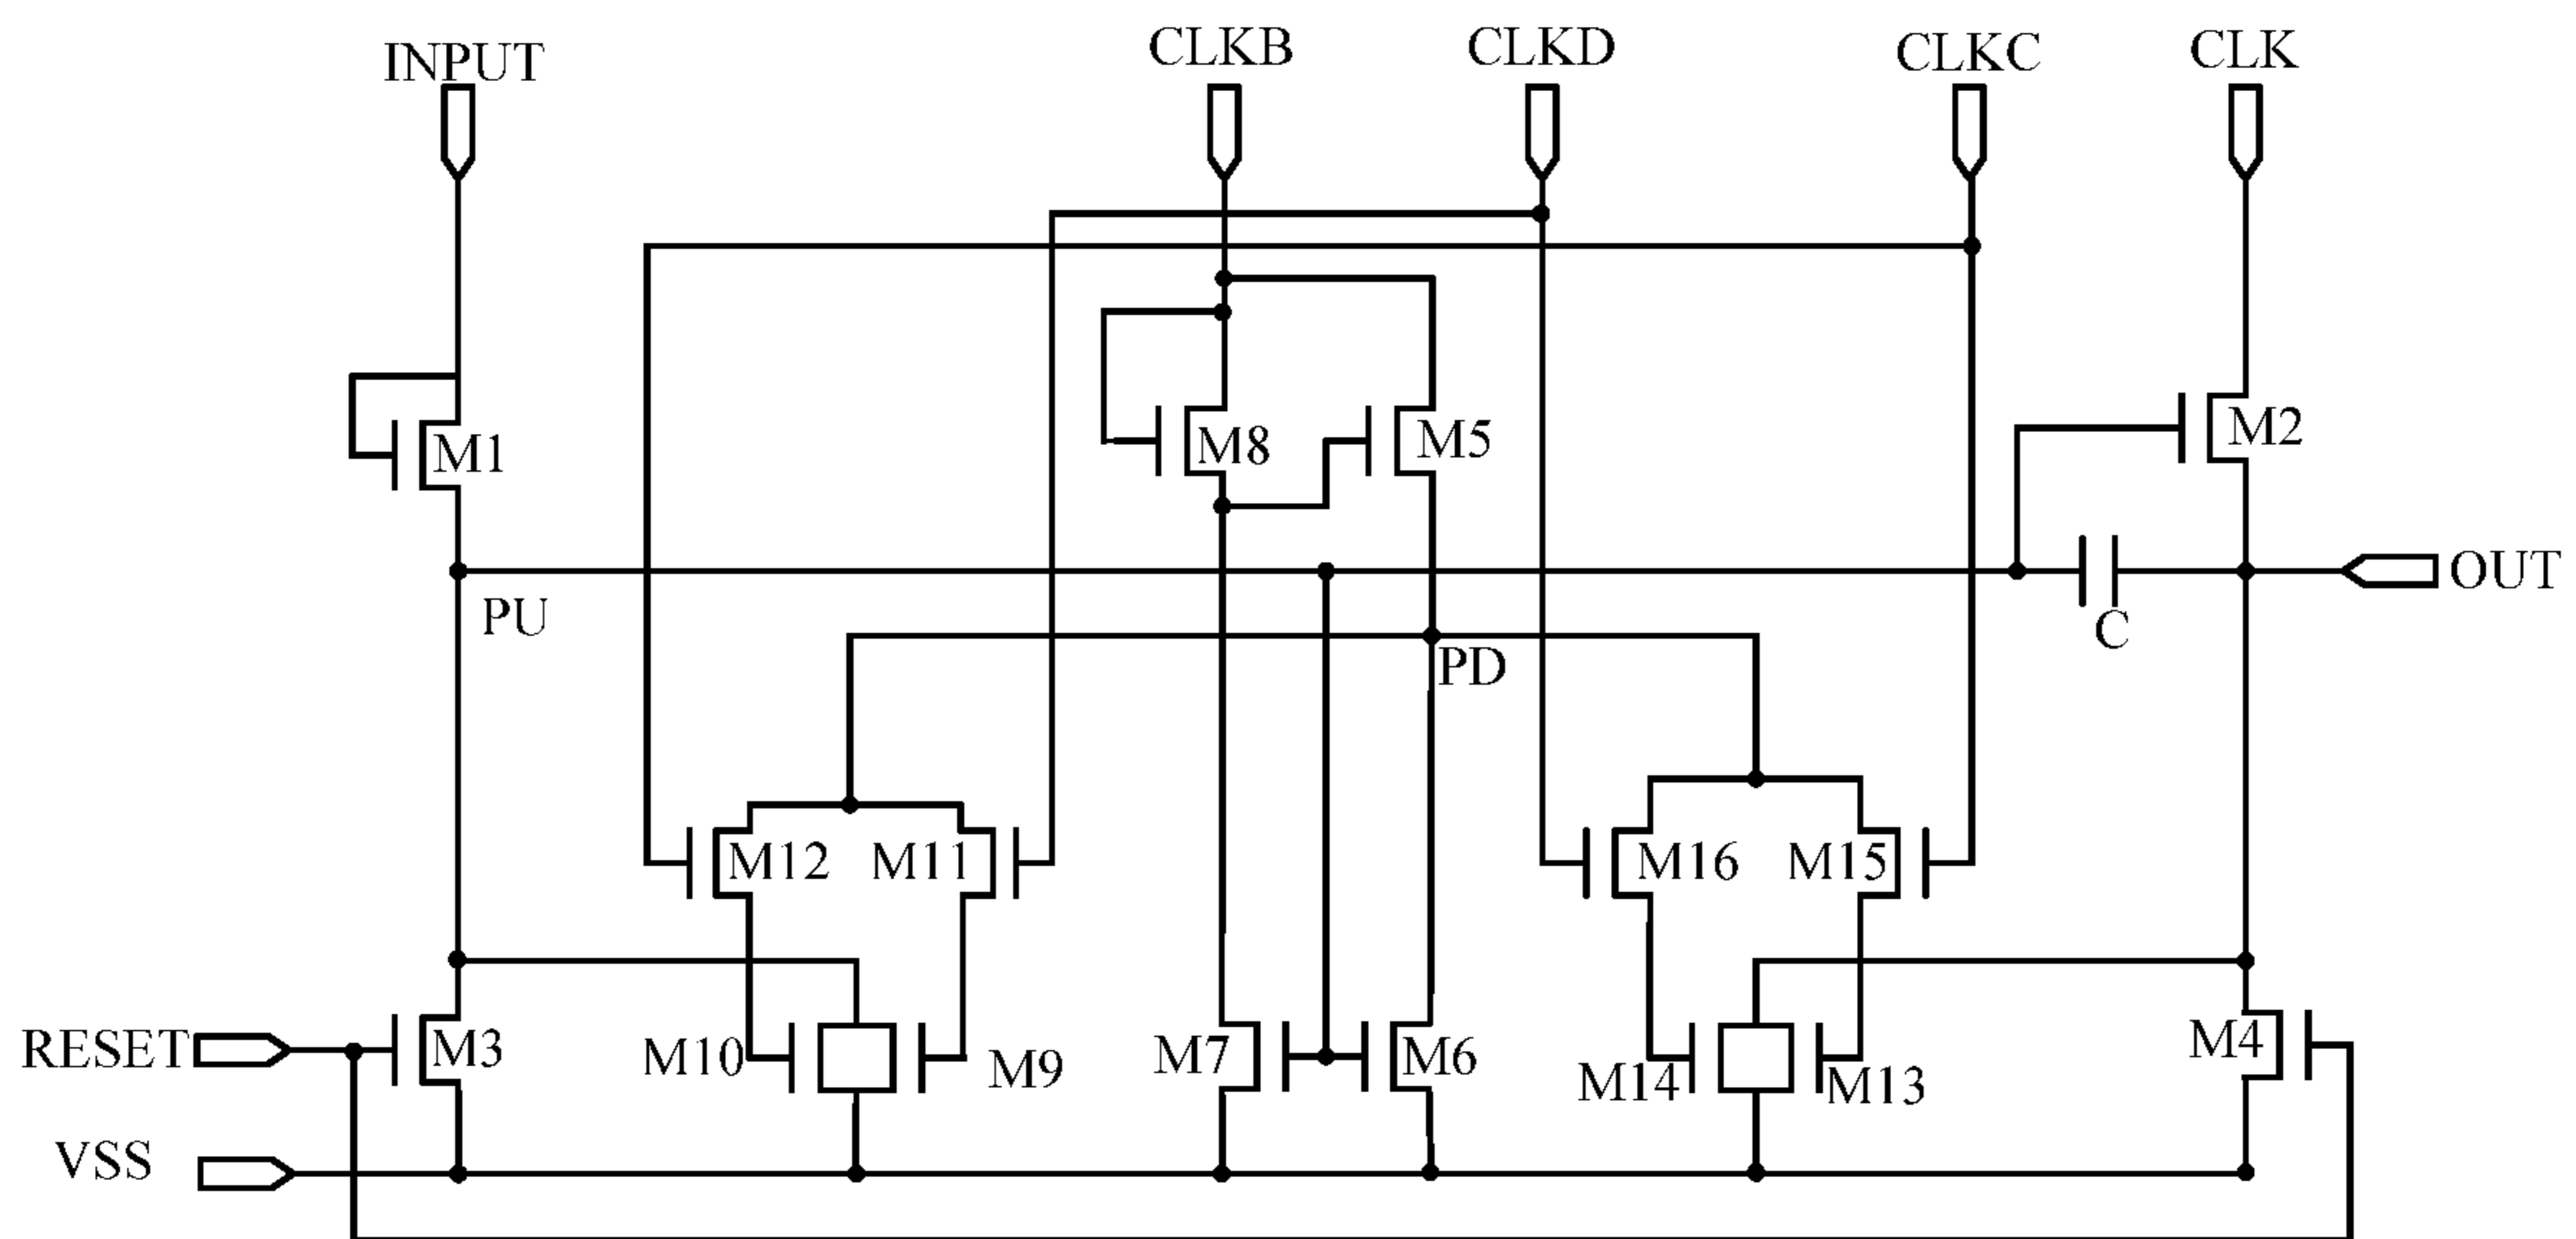 INPUT
CLKB
CLKD
CLKC
CLK
M1
M8
M5
M2
PU
PD
C
OUT
M12
M11
M16
M15
RESET
M3
M10
M9
M7
M6
M14
M13
M4
VSS